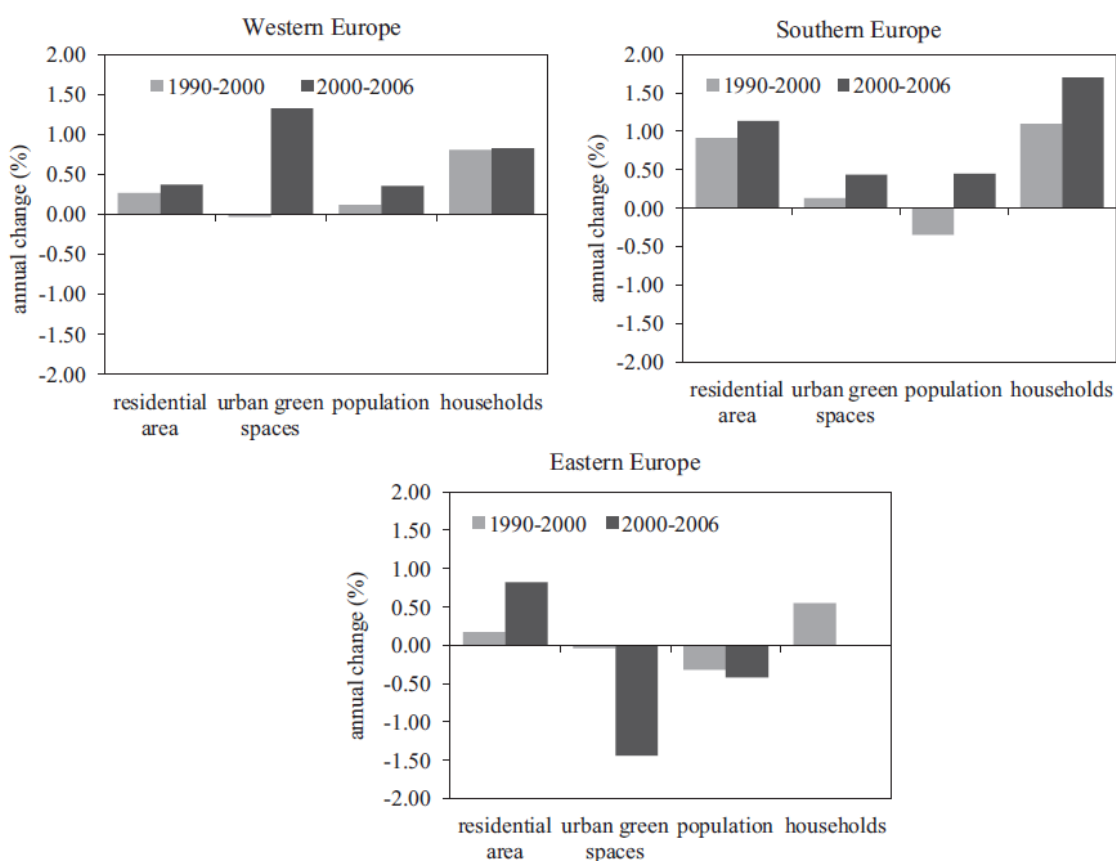 Western Europe
2.00
1.50
1.00
0.50
0.00
-0.50
-1.00
-1.50
-2.00
annual change (%)
1990-2000 2000-2006
residential area
urban green spaces
population
households
Southern Europe
2.00
1.50
1.00
0.50
0.00
-0.50
-1.00
-1.50
-2.00
annual change (%)
1990-2000 2000-2006
residential area
urban green spaces
population
households
Eastern Europe
2.00
1.50
1.00
0.50
0.00
-0.50
-1.00
-1.50
-2.00
annual change (%)
1990-2000 2000-2006
residential area
urban green spaces
population
households